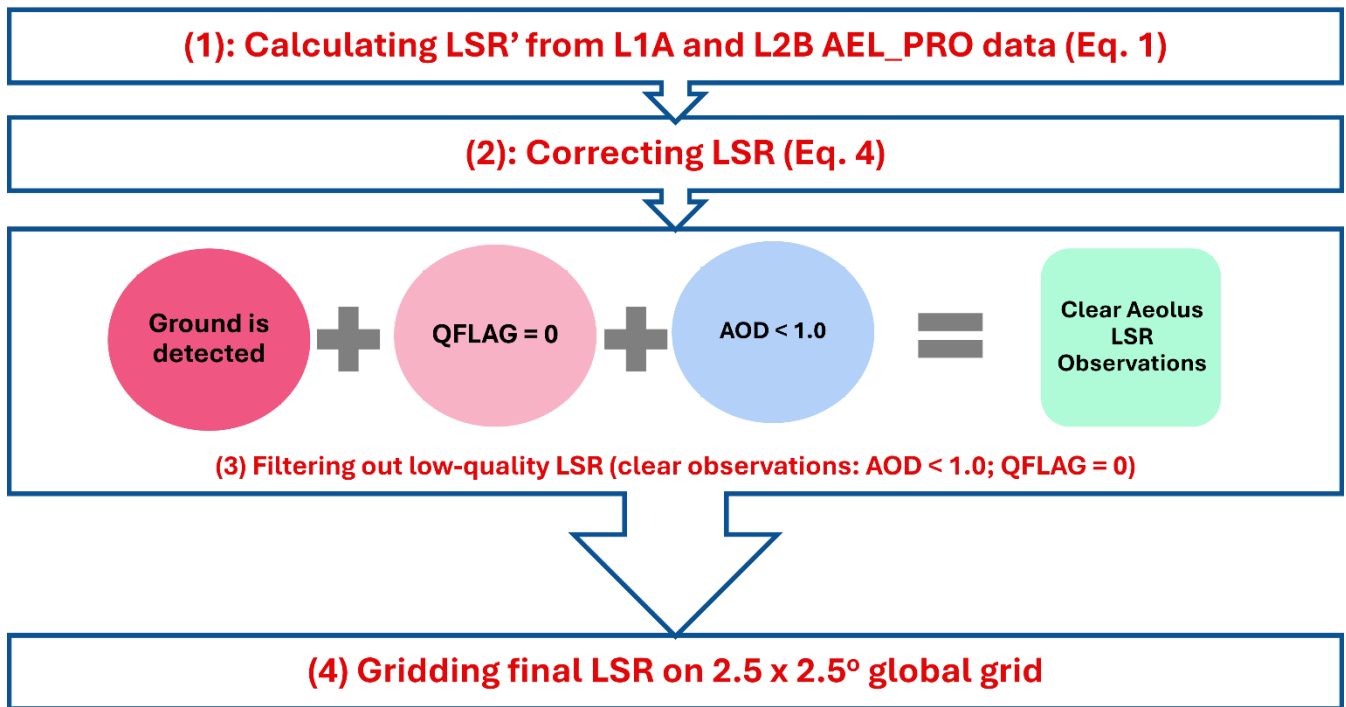 (1): Calculating LSR’ from L1A and L2B AEL_PRO data (Eq. 1)
(2): Correcting LSR (Eq. 4)
Ground is
detected
+
QFLAG = 0
+
AOD < 1.0
=
Clear Aeolus
LSR
Observations
(3) Filtering out low-quality LSR (clear observations: AOD < 1.0; QFLAG = 0)
(4) Gridding final LSR on 2.5 x 2.5º global grid